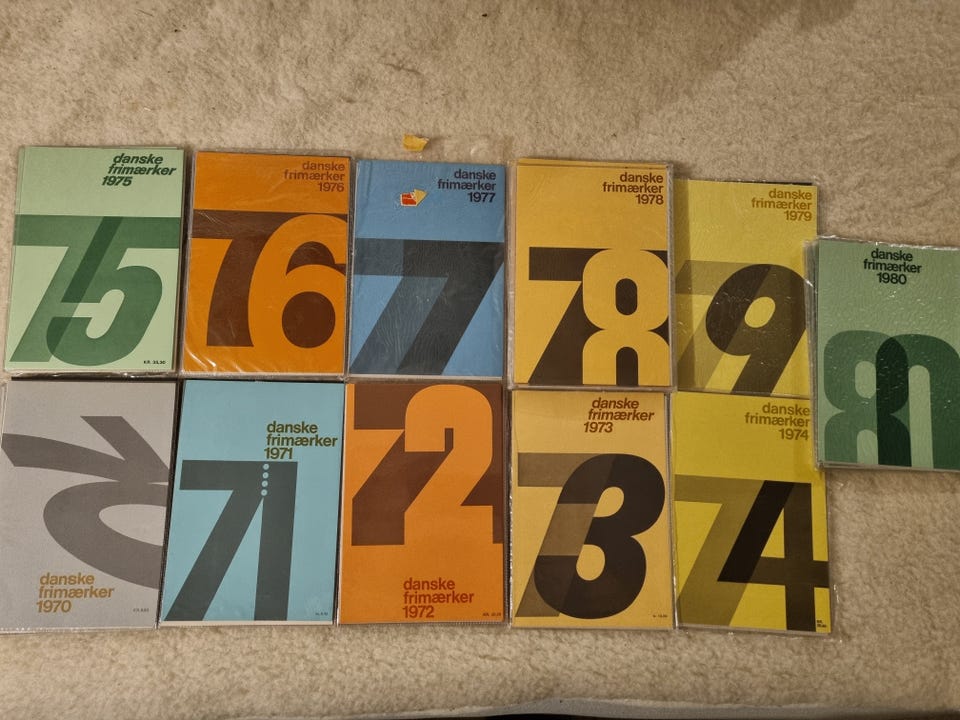 danske
frimærker
1975
75
KR. 35,50
danske
frimærker
1976
76
danske
frimærker
1977
77
danske
frimærker
1978
78
danske
frimærker
1979
79
danske
frimærker
1980
80
70
danske
frimærker
1970
danske
frimærker
1971
71
72
danske
frimærker
1972
danske
frimærker
1973
73
danske
frimærker
1974
74